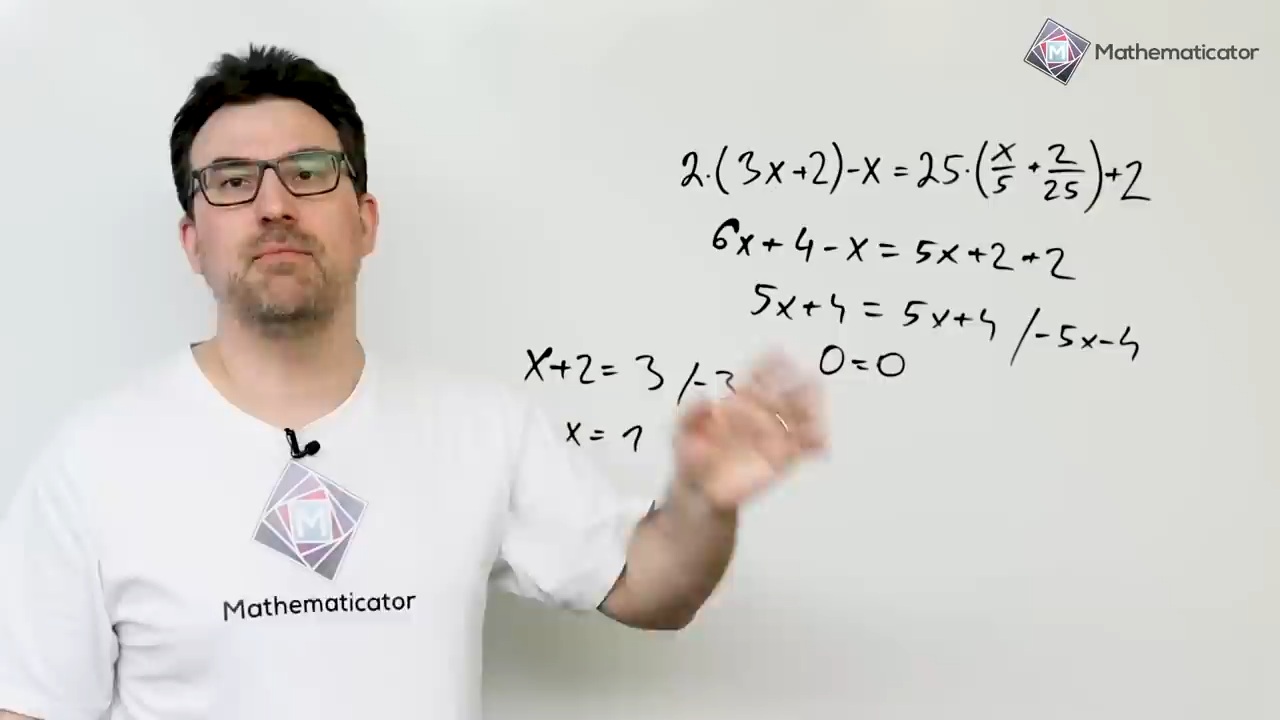 Mathematicator
2·(3x+2)-x=25·(x/5+2/25)+2
6x+4-x=5x+2+2
5x+4=5x+4 /-5x-4
0=0
x+2=3 /-
x=1
M
Mathematicator